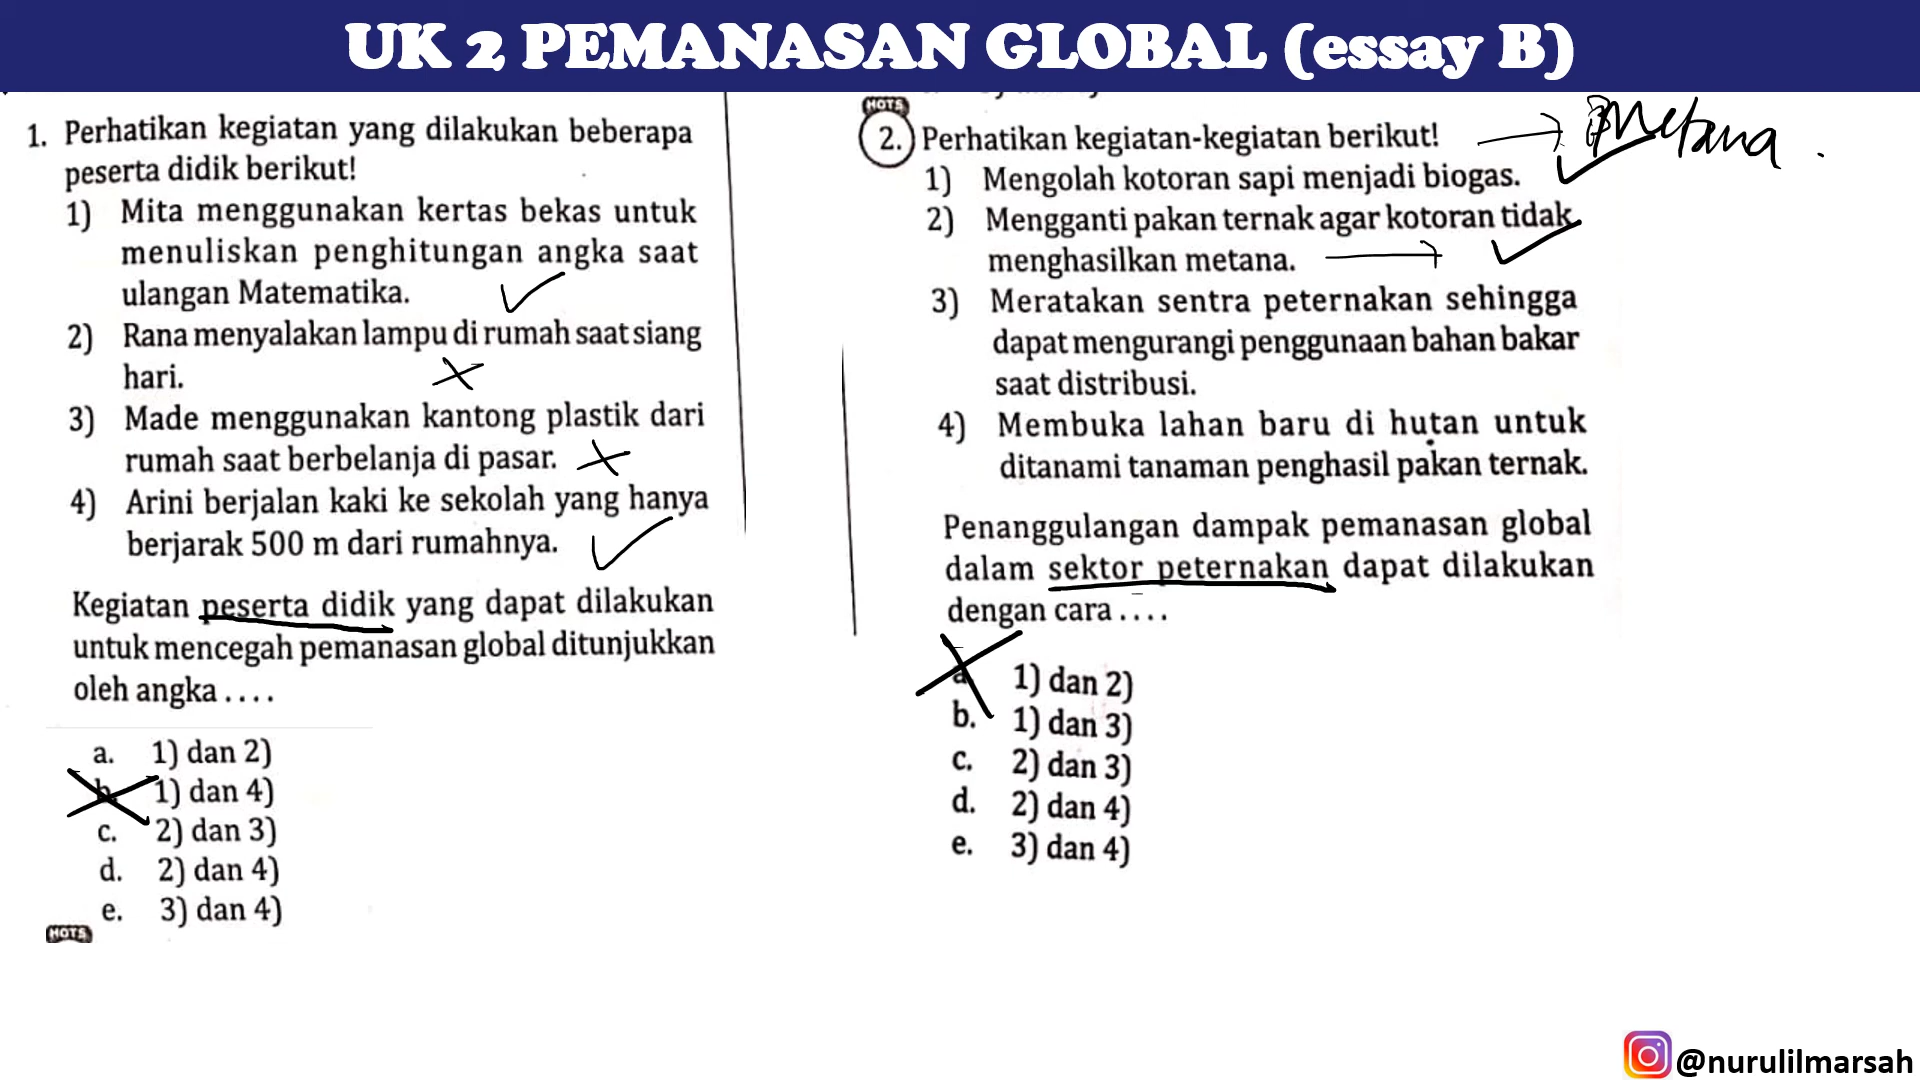 UK 2 PEMANASAN GLOBAL (essay B)
1. Perhatikan kegiatan yang dilakukan beberapa
peserta didik berikut!
1) Mita menggunakan kertas bekas untuk
menuliskan penghitungan angka saat
ulangan Matematika.
2) Rana menyalakan lampu di rumah saat siang
hari.
3) Made menggunakan kantong plastik dari
rumah saat berbelanja di pasar.
4) Arini berjalan kaki ke sekolah yang hanya
berjarak 500 m dari rumahnya.
Kegiatan peserta didik yang dapat dilakukan
untuk mencegah pemanasan global ditunjukkan
oleh angka . . . .
a. 1) dan 2)
b. 1) dan 4)
c. 2) dan 3)
d. 2) dan 4)
e. 3) dan 4)
HOTS
HOTS
2. Perhatikan kegiatan-kegiatan berikut!
Metana
1) Mengolah kotoran sapi menjadi biogas.
2) Mengganti pakan ternak agar kotoran tidak
menghasilkan metana.
3) Meratakan sentra peternakan sehingga
dapat mengurangi penggunaan bahan bakar
saat distribusi.
4) Membuka lahan baru di hutan untuk
ditanami tanaman penghasil pakan ternak.
Penanggulangan dampak pemanasan global
dalam sektor peternakan dapat dilakukan
dengan cara . . . .
a. 1) dan 2)
b. 1) dan 3)
c. 2) dan 3)
d. 2) dan 4)
e. 3) dan 4)
@nurulilmarsah